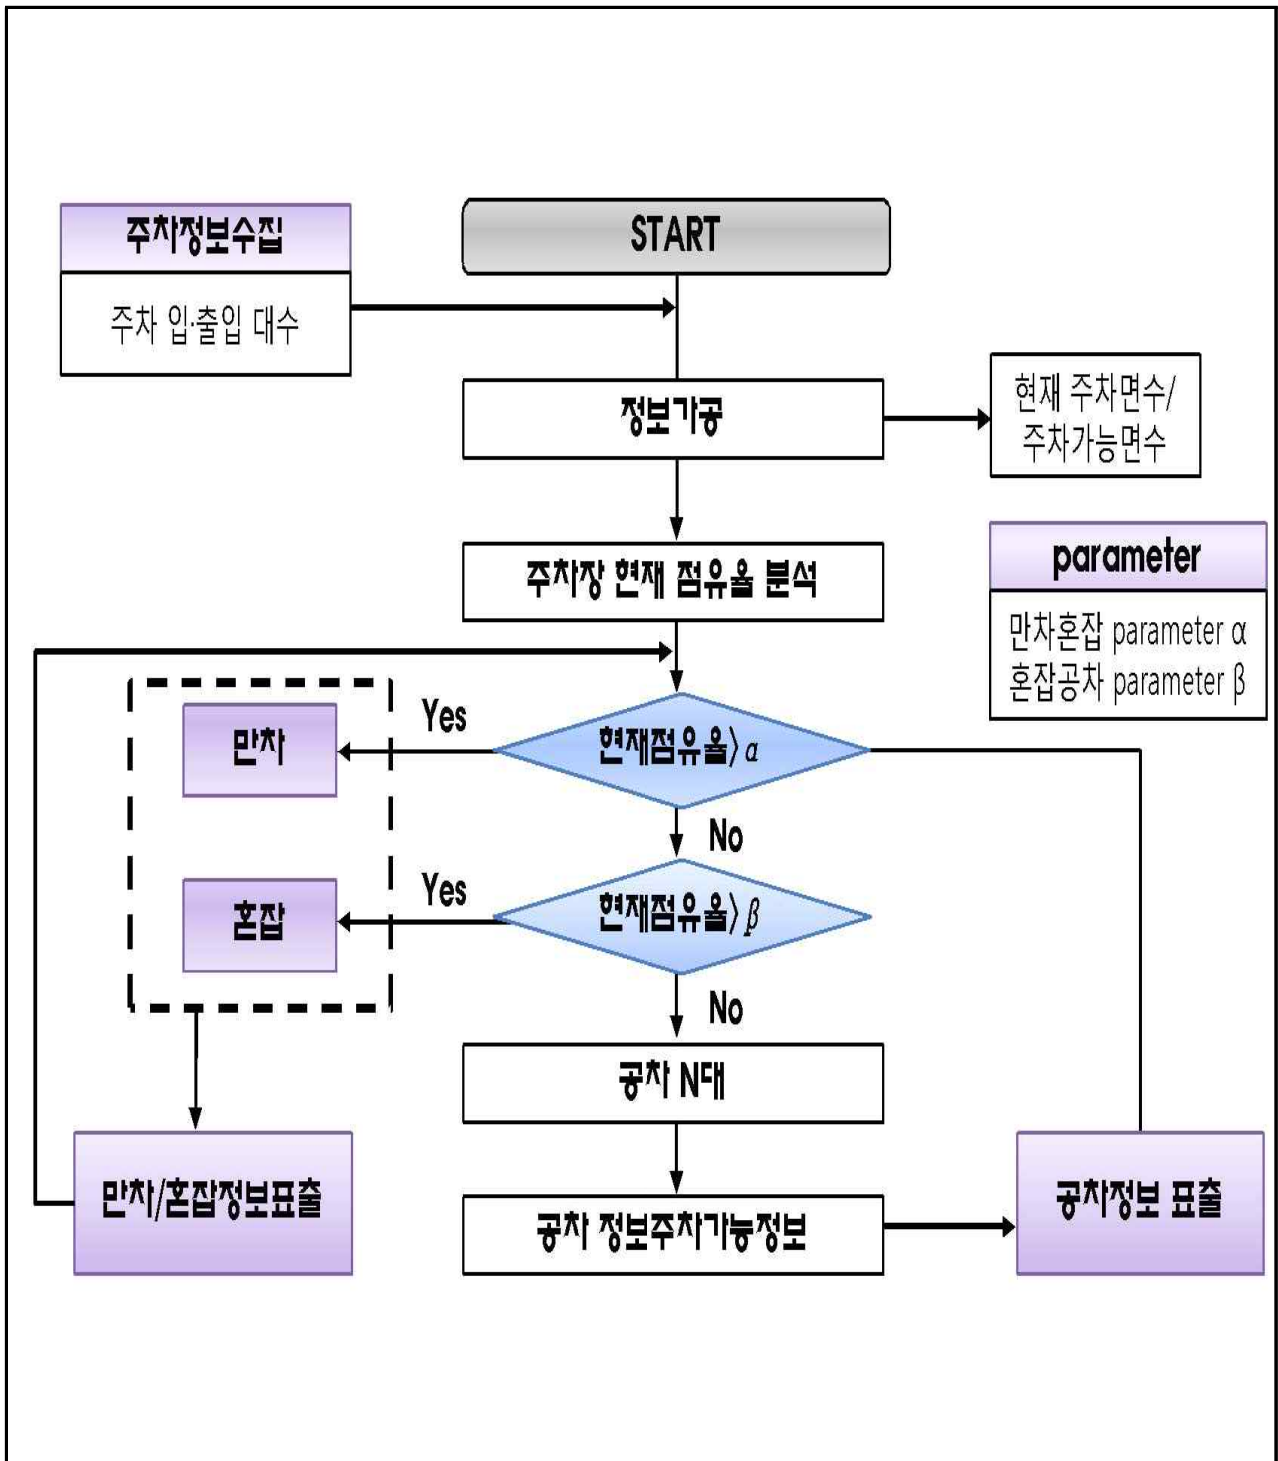 주차정보수집
주차 입·출입 대수
START
정보가공
현재 주차면수/
주차가능면수
주차장 현재 점유율 분석
parameter
만차혼잡 parameter α
혼잡공차 parameter β
현재점유율> α
Yes
만차
No
현재점유율> β
Yes
혼잡
No
공차 N대
만차/혼잡정보표출
공차 정보주차가능정보
공차정보 표출